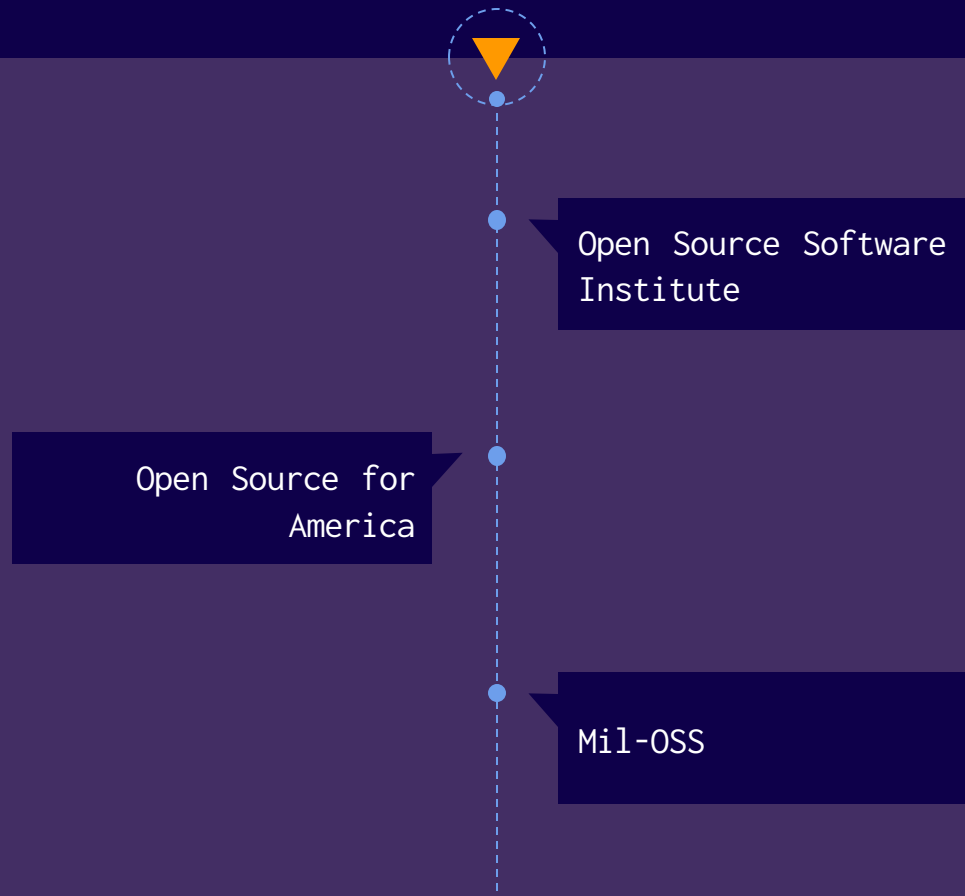 Open Source Software
Institute
Open Source for
America
Mil-OSS